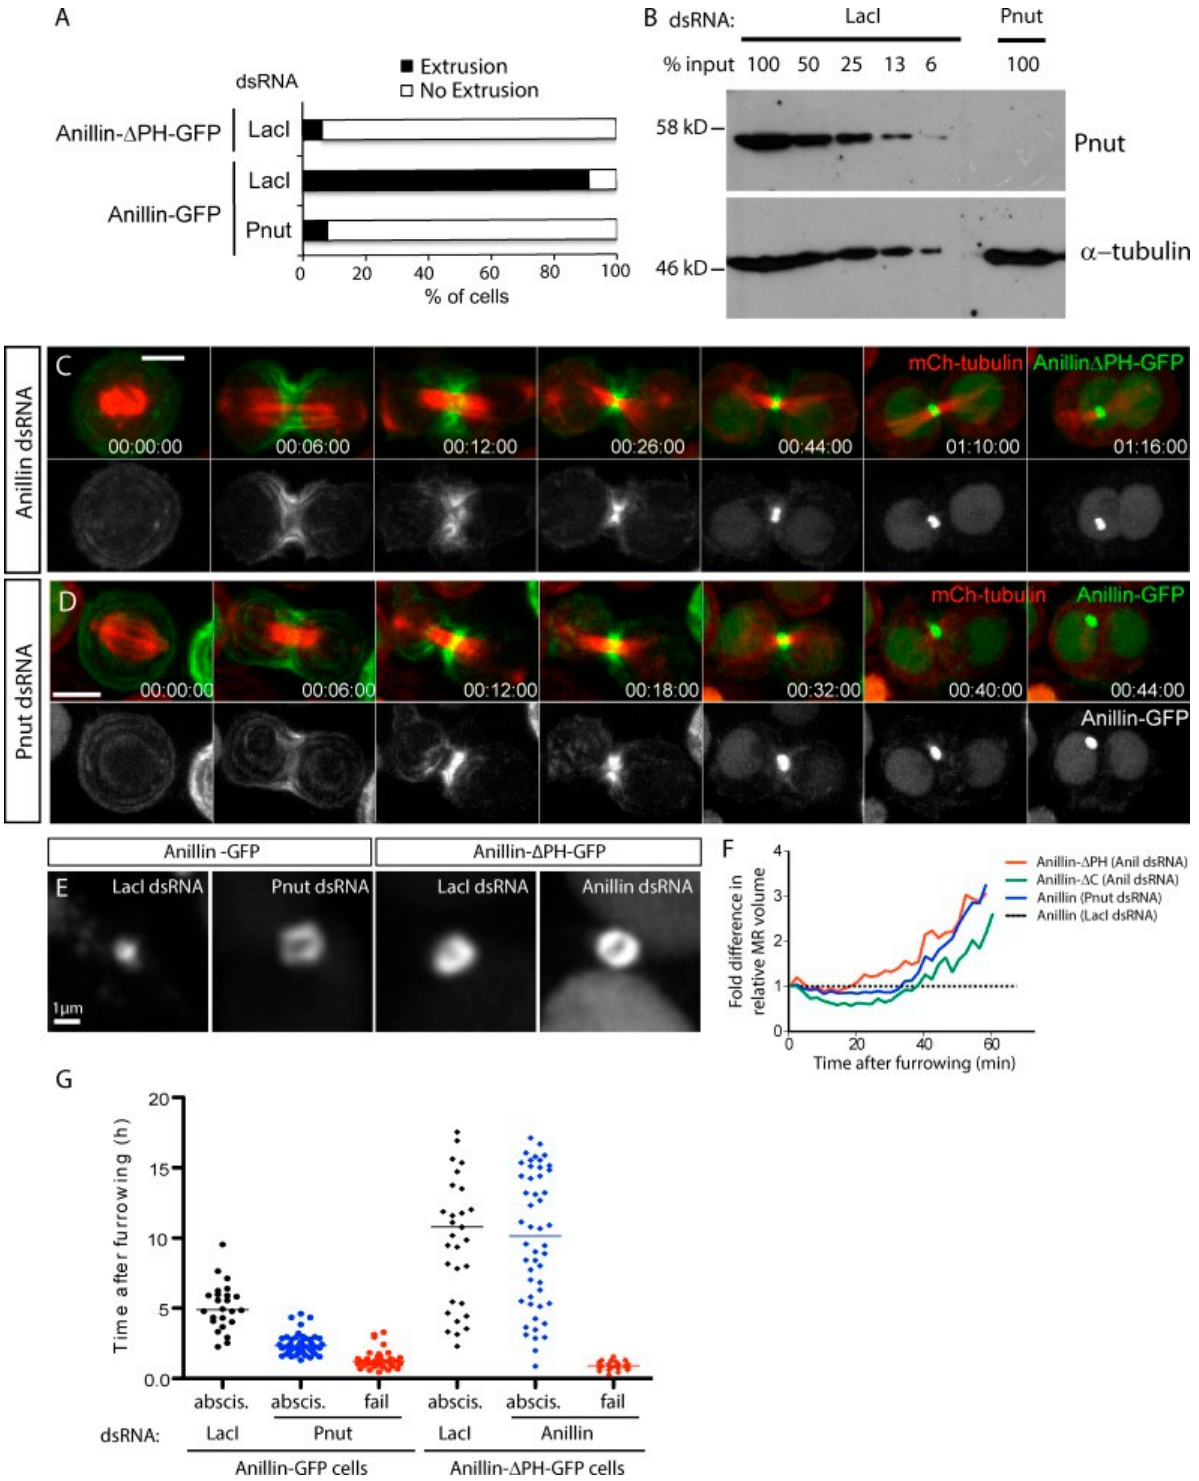 A
Extrusion
No Extrusion
dsRNA
Anillin-ΔPH-GFP
LacI
LacI
Anillin-GFP
Pnut
0 20 40 60 80 100
% of cells
B dsRNA: LacI Pnut
% input 100 50 25 13 6 100
58 kD
Pnut
46 kD
α–tubulin
Anillin dsRNA
C
mCh-tubulin AnillinΔPH-GFP
00:00:00 00:06:00 00:12:00 00:26:00 00:44:00 01:10:00 01:16:00
Pnut dsRNA
D
mCh-tubulin Anillin-GFP
00:00:00 00:06:00 00:12:00 00:18:00 00:32:00 00:40:00 00:44:00
Anillin-GFP
Anillin -GFP Anillin-ΔPH-GFP
E LacI dsRNA Pnut dsRNA LacI dsRNA Anillin dsRNA
1μm
F
Fold difference in
relative MR volume
4
3
2
1
0
0 20 40 60
Time after furrowing (min)
Anillin-ΔPH (Anil dsRNA)
Anillin-ΔC (Anil dsRNA)
Anillin (Pnut dsRNA)
Anillin (LacI dsRNA)
G
Time after furrowing (h)
20
15
10
5
0.0
abscis. abscis. fail abscis. abscis. fail
dsRNA: LacI Pnut LacI Anillin
Anillin-GFP cells Anillin-ΔPH-GFP cells